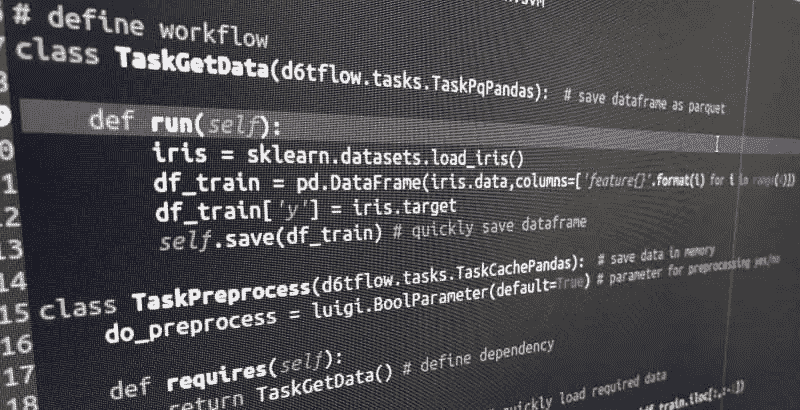 # define workflow
class TaskGetData(d6tflow.tasks.TaskPqPandas): # save dataframe as parquet
9 def run(self):
0 iris = sklearn.datasets.load_iris()
1 df_train = pd.DataFrame(iris.data,columns=['feature{}'.format(i) for i in range(4)])
12 df_train['y'] = iris.target
13 self.save(df_train) # quickly save dataframe
14
15 class TaskPreprocess(d6tflow.tasks.TaskCachePandas): # save data in memory
16 do_preprocess = luigi.BoolParameter(default=True) # parameter for preprocessing yes/no
17
18 def requires(self):
return TaskGetData() # define dependency
quickly load required data
train.iloc[:,:-1])